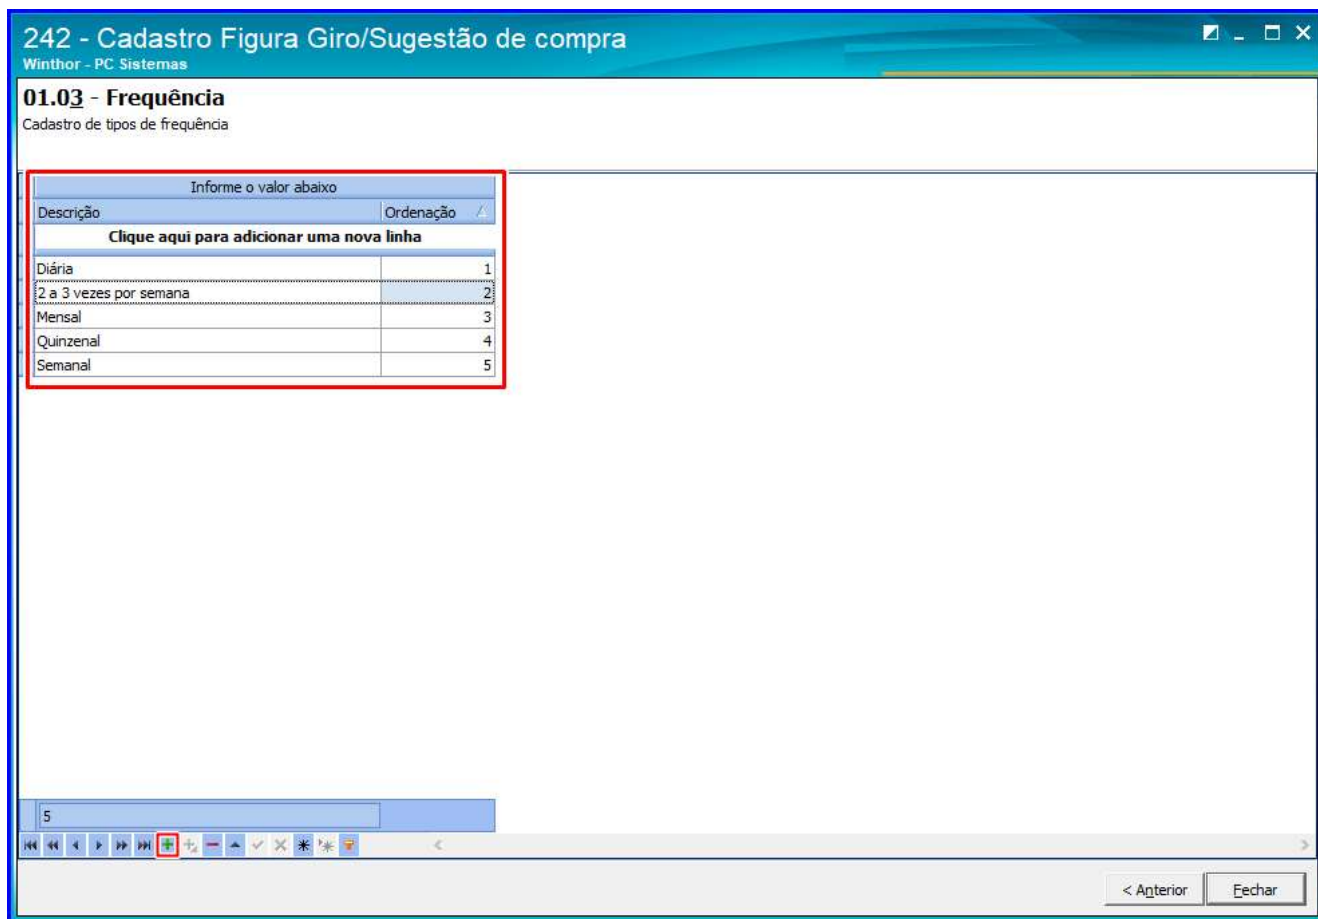 242 - Cadastro Figura Giro/Sugestão de compra
Winthor - PC Sistemas
01.03 - Frequência
Cadastro de tipos de frequência
Informe o valor abaixo
Descrição Ordenação
Clique aqui para adicionar uma nova linha
Diária 1
2 a 3 vezes por semana 2
Mensal 3
Quinzenal 4
Semanal 5
5
< Anterior Fechar